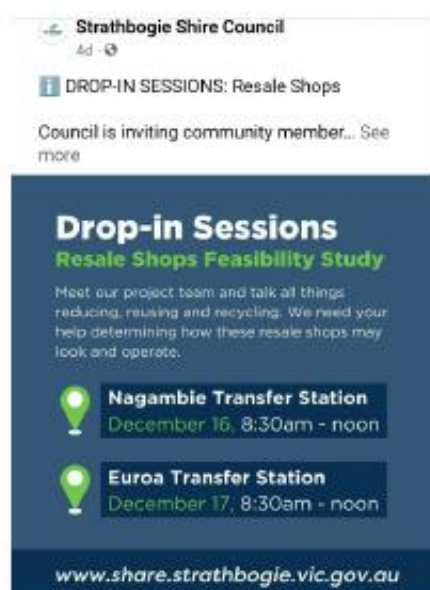 Strathbogie Shire Council
4d
DROP-IN SESSIONS: Resale Shops
Council is inviting community member... See
more
Drop-in Sessions
Resale Shops Feasibility Study
Meet our project team and talk all things
reducing, reusing and recycling. We need your
help determining how these resale shops may
look and operate.
Nagambie Transfer Station
December 16, 8:30am - noon
Euroa Transfer Station
December 17, 8:30am - noon
www.share.strathbogie.vic.gov.au